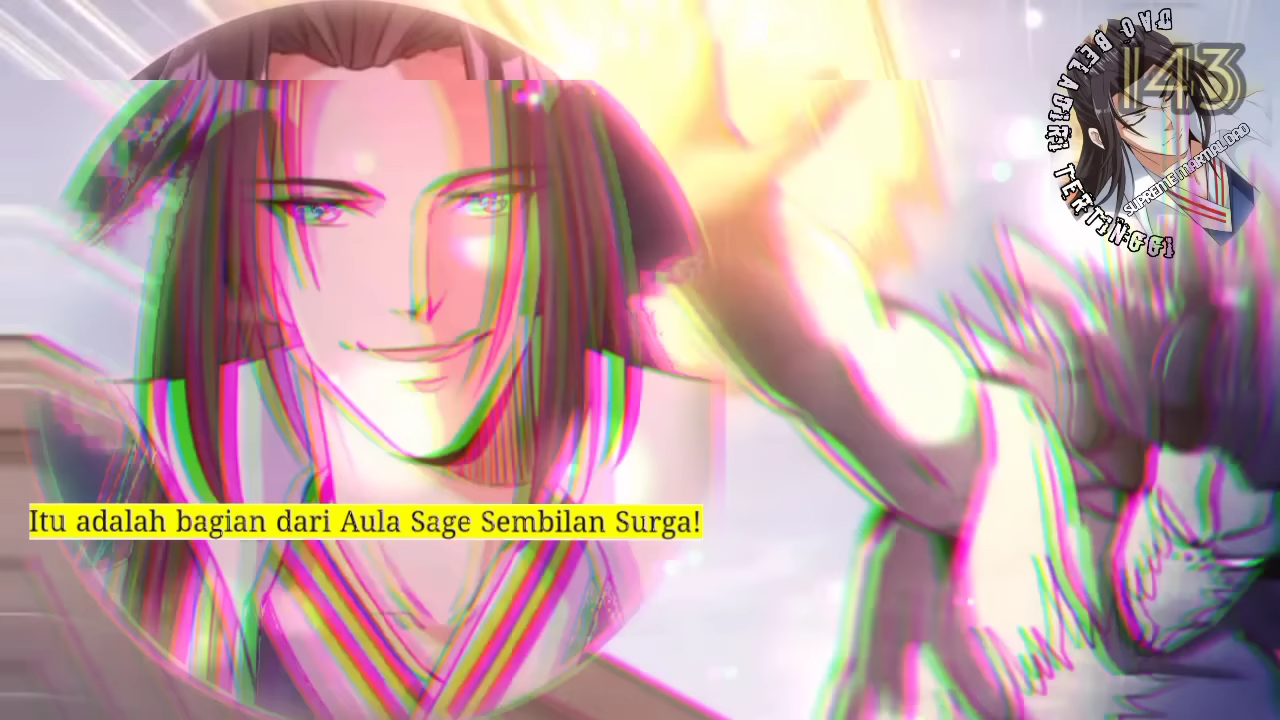 DAO BELADIRI TERTINGGI
143
SUPREME MARTIAL DAO
Itu adalah bagian dari Aula Sage Sembilan Surga!